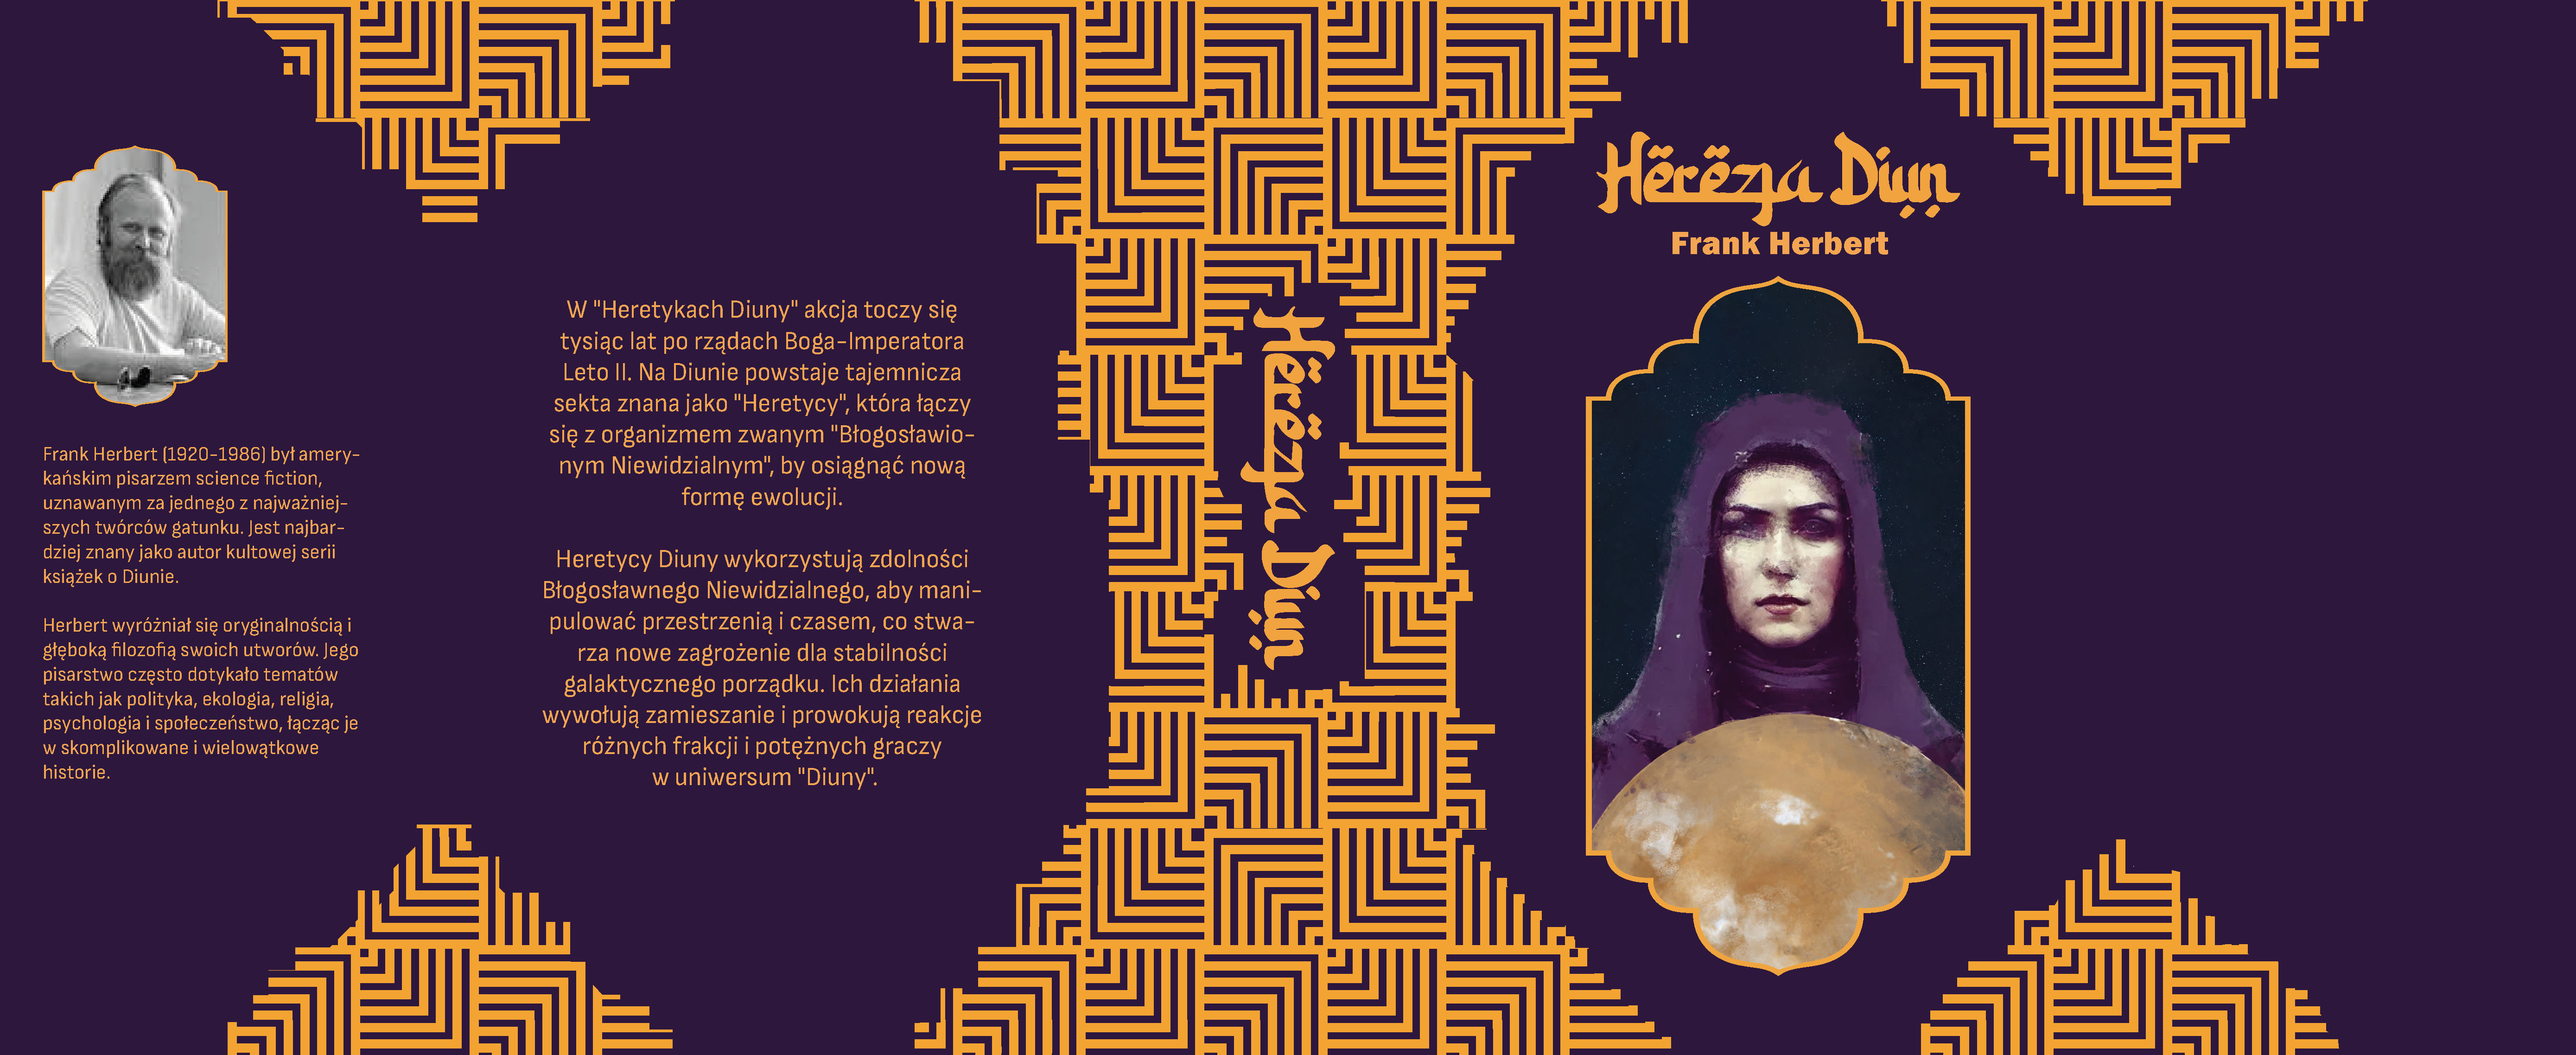 Frank Herbert (1920-1986) był amery-
kańskim pisarzem science fiction,
uznawanym za jednego z najważniej-
szych twórców gatunku. Jest najbar-
dziej znany jako autor kultowej serii
książek o Diunie.
Herbert wyróżniał się oryginalnością i
głęboką filozofią swoich utworów. Jego
pisarstwo często dotykało tematów
takich jak polityka, ekologia, religia,
psychologia i społeczeństwo, łącząc je
w skomplikowane i wielowątkowe
historie.
W "Heretykach Diuny" akcja toczy się
tysiąc lat po rządach Boga-Imperatora
Leto II. Na Diunie powstaje tajemnicza
sekta znana jako "Heretycy", która łączy
się z organizmem zwanym "Błogosławio-
nym Niewidzialnym", by osiągnąć nową
formę ewolucji.
Heretycy Diuny wykorzystują zdolności
Błogosławnego Niewidzialnego, aby mani-
pulować przestrzenią i czasem, co stwa-
rza nowe zagrożenie dla stabilności
galaktycznego porządku. Ich działania
wywołują zamieszanie i prowokują reakcje
różnych frakcji i potężnych graczy
w uniwersum "Diuny".
Hërëzja Diun
Hërëzja Diun
Frank Herbert